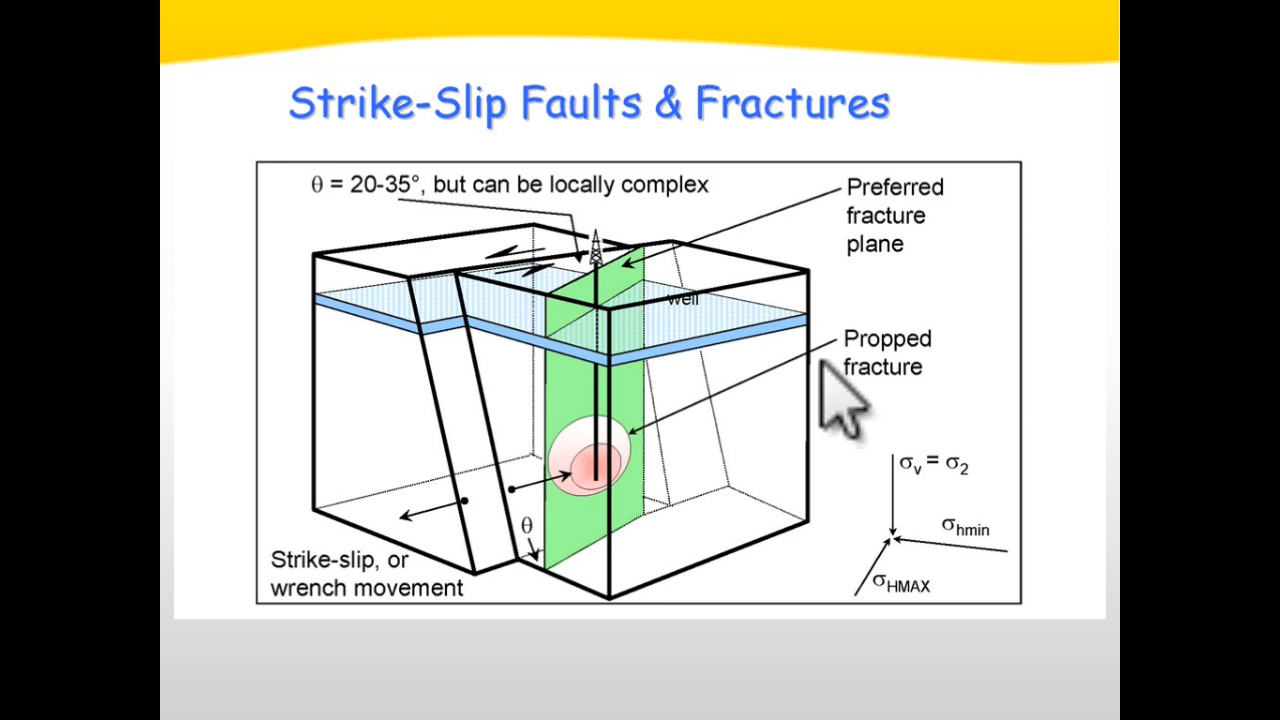 Strike-Slip Faults & Fractures
θ = 20-35°, but can be locally complex
Preferred
fracture
plane
well
Propped
fracture
σv = σ2
σhmin
σHMAX
θ
Strike-slip, or
wrench movement